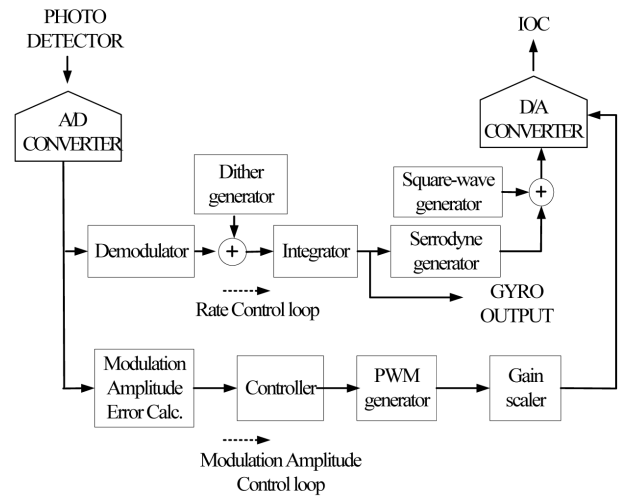 PHOTO
DETECTOR
IOC
A/D
CONVERTER
D/A
CONVERTER
Dither
generator
Square-wave
generator
+
Demodulator
+
Integrator
Serrodyne
generator
Rate Control loop
GYRO
OUTPUT
Modulation
Amplitude
Error Calc.
Controller
PWM
generator
Gain
scaler
Modulation Amplitude
Control loop